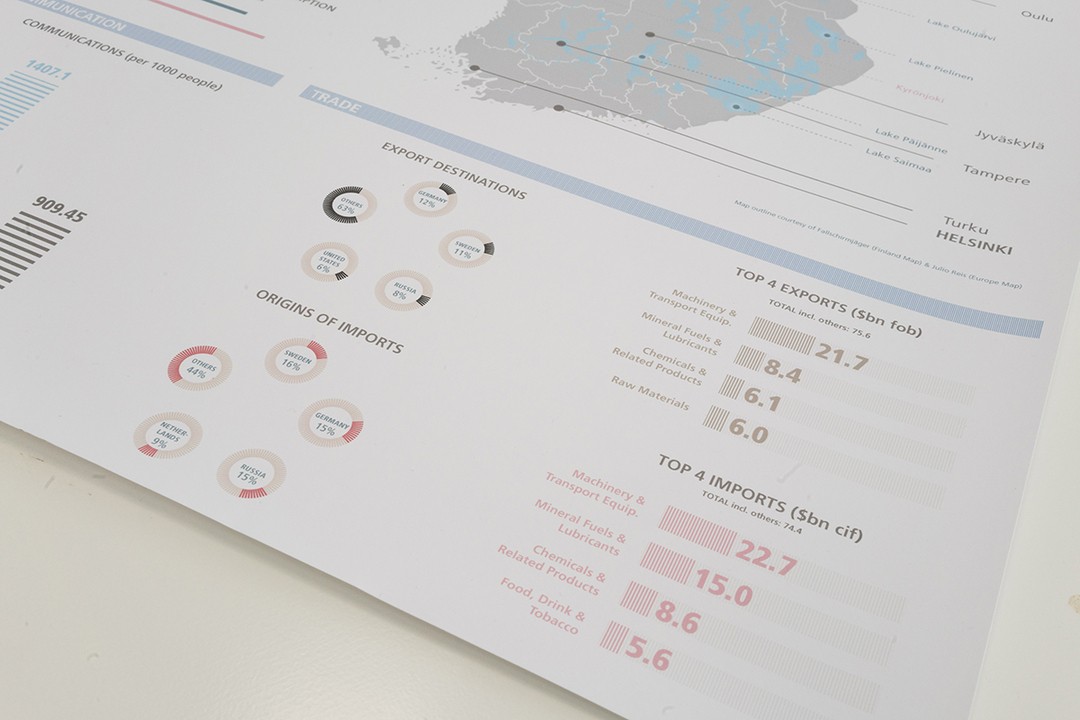 MMUNICATION
COMMUNICATIONS (per 1000 people)
1407.1
909.45
TRADE
EXPORT DESTINATIONS
OTHERS
63%
GERMANY
12%
SWEDEN
11%
UNITED
STATES
6%
RUSSIA
8%
ORIGINS OF IMPORTS
OTHERS
44%
SWEDEN
16%
GERMANY
15%
NETHER-
LANDS
9%
RUSSIA
15%
Oulu
Lake Oulujärvi
Lake Pielinen
Kyrönjoki
Jyväskylä
Lake Päijänne
Tampere
Lake Saimaa
Turku
HELSINKI
Map outline courtesy of Fallschirmjäger (Finland Map) & Júlio Reis (Europe Map)
TOP 4 EXPORTS ($bn fob)
TOTAL incl. others: 75.6
Machinery &
Transport Equip.
21.7
Mineral Fuels &
Lubricants
8.4
Chemicals &
Related Products
6.1
Raw Materials
6.0
TOP 4 IMPORTS ($bn cif)
TOTAL incl. others: 74.4
Machinery &
Transport Equip.
22.7
Mineral Fuels &
Lubricants
15.0
Chemicals &
Related Products
8.6
Food, Drink &
Tobacco
5.6